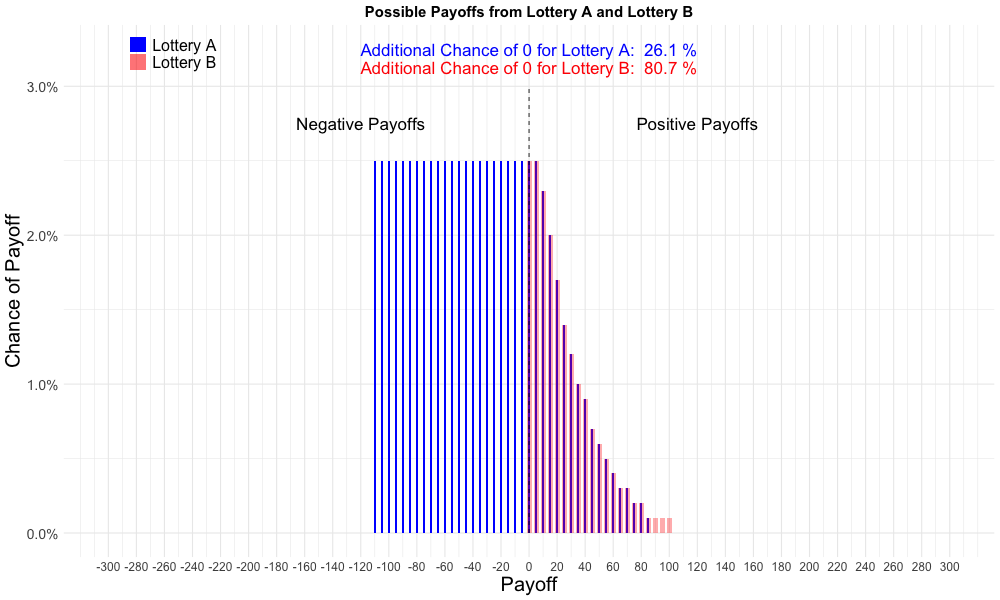 Possible Payoffs from Lottery A and Lottery B
Lottery A
Lottery B
Additional Chance of 0 for Lottery A:  26.1 %
Additional Chance of 0 for Lottery B:  80.7 %
Negative Payoffs
Positive Payoffs
3.0%
2.0%
1.0%
0.0%
Chance of Payoff
-300 -280 -260 -240 -220 -200 -180 -160 -140 -120 -100 -80 -60 -40 -20 0 20 40 60 80 100 120 140 160 180 200 220 240 260 280 300
Payoff